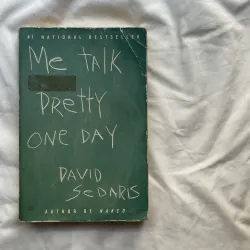 #1 NATIONAL BESTSELLER
Me TALK
PRETTY
ONE DAY
DAVID
SeDARIS
AUTHOR OF NAKED